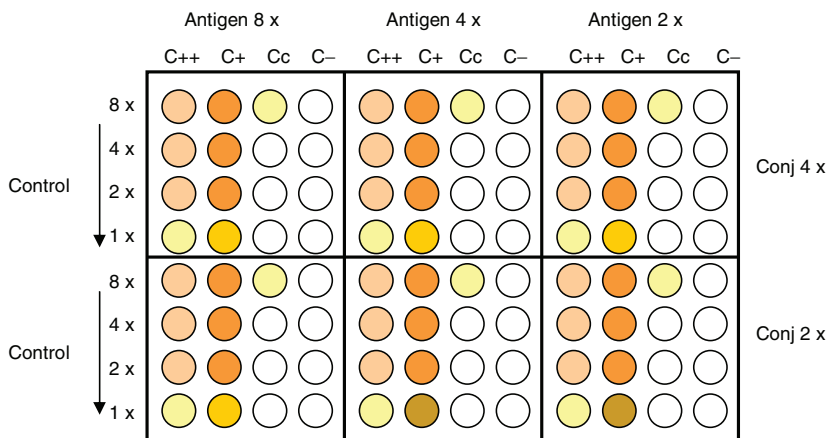 Antigen 8 x Antigen 4 x Antigen 2 x
C++ C+ Cc C− C++ C+ Cc C− C++ C+ Cc C−
8 x
4 x
Control
2 x
Conj 4 x
1 x
8 x
4 x
Control
2 x
Conj 2 x
1 x